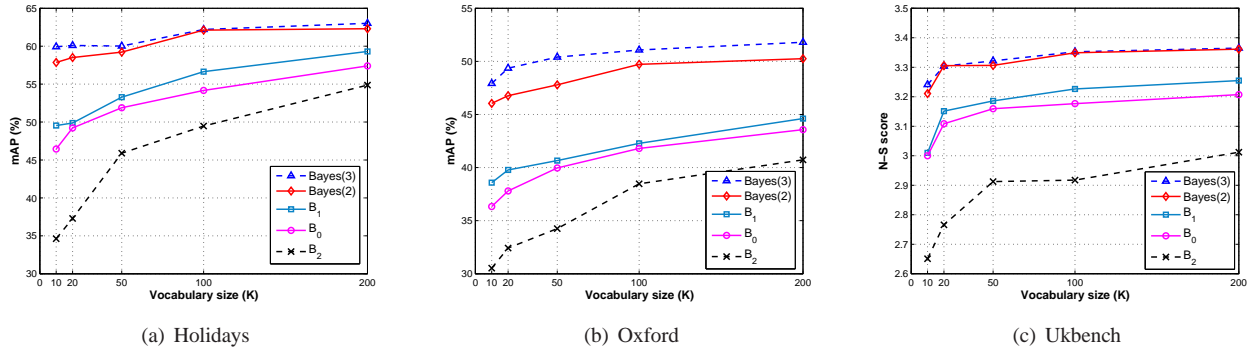 65
60
55
50
45
40
35
30
mAP (%)
0 10 20 50 100 200
Vocabulary size (K)
Bayes(3)
Bayes(2)
B1
B0
B2
(a) Holidays
55
50
45
40
35
30
mAP (%)
0 10 20 50 100 200
Vocabulary size (K)
Bayes(3)
Bayes(2)
B1
B0
B2
(b) Oxford
3.5
3.4
3.3
3.2
3.1
3
2.9
2.8
2.7
2.6
N−S score
0 10 20 50 100 200
Vocabulary size (K)
Bayes(3)
Bayes(2)
B1
B0
B2
(c) Ukbench